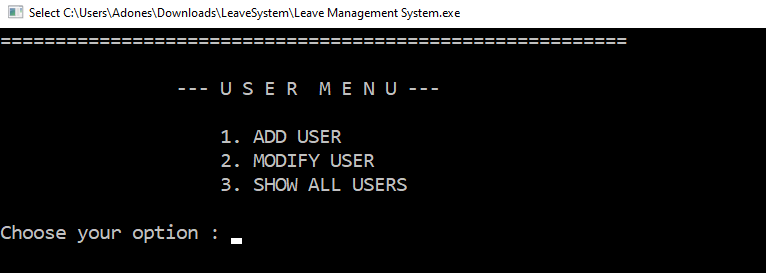 Select C:\Users\Adones\Downloads\LeaveSystem\Leave Management System.exe
=========================================================
--- U S E R  M E N U ---
1. ADD USER
2. MODIFY USER
3. SHOW ALL USERS
Choose your option :